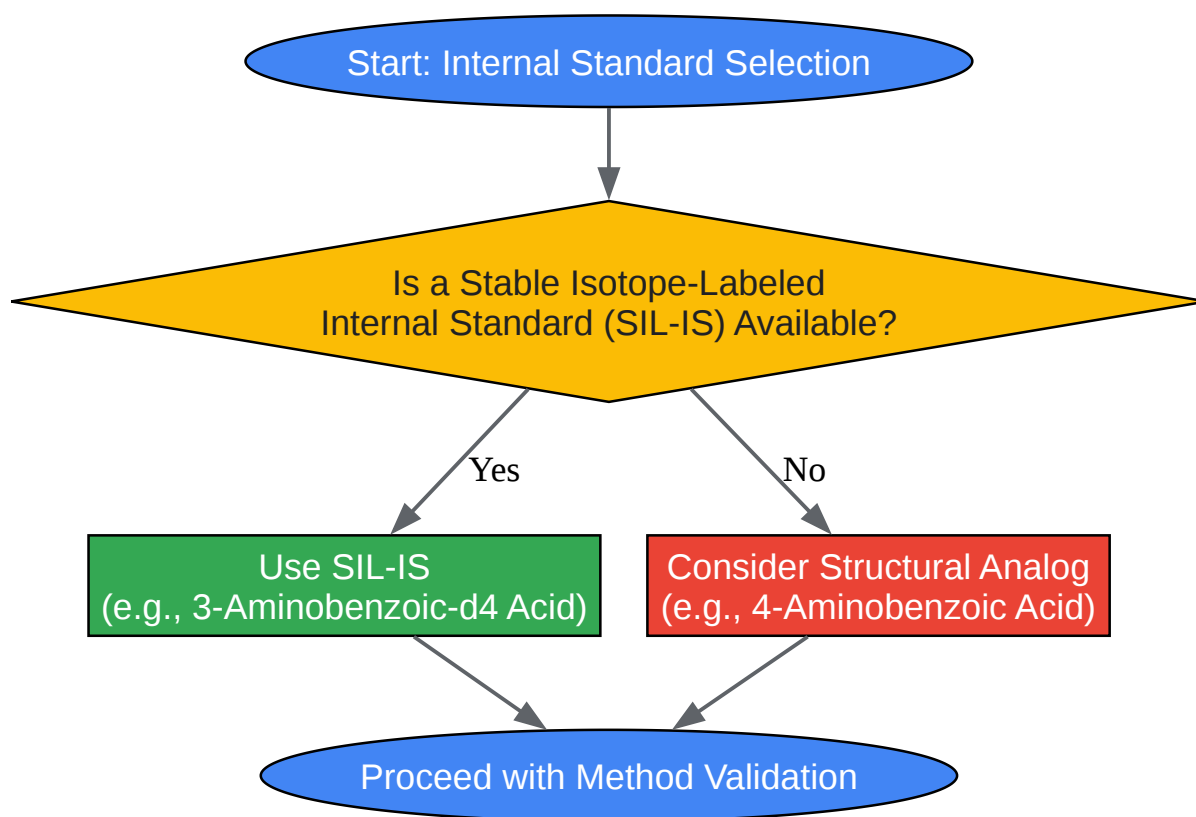 Start: Internal Standard Selection
Is a Stable Isotope-Labeled
Internal Standard (SIL-IS) Available?
Yes
No
Use SIL-IS
(e.g., 3-Aminobenzoic-d4 Acid)
Consider Structural Analog
(e.g., 4-Aminobenzoic Acid)
Proceed with Method Validation